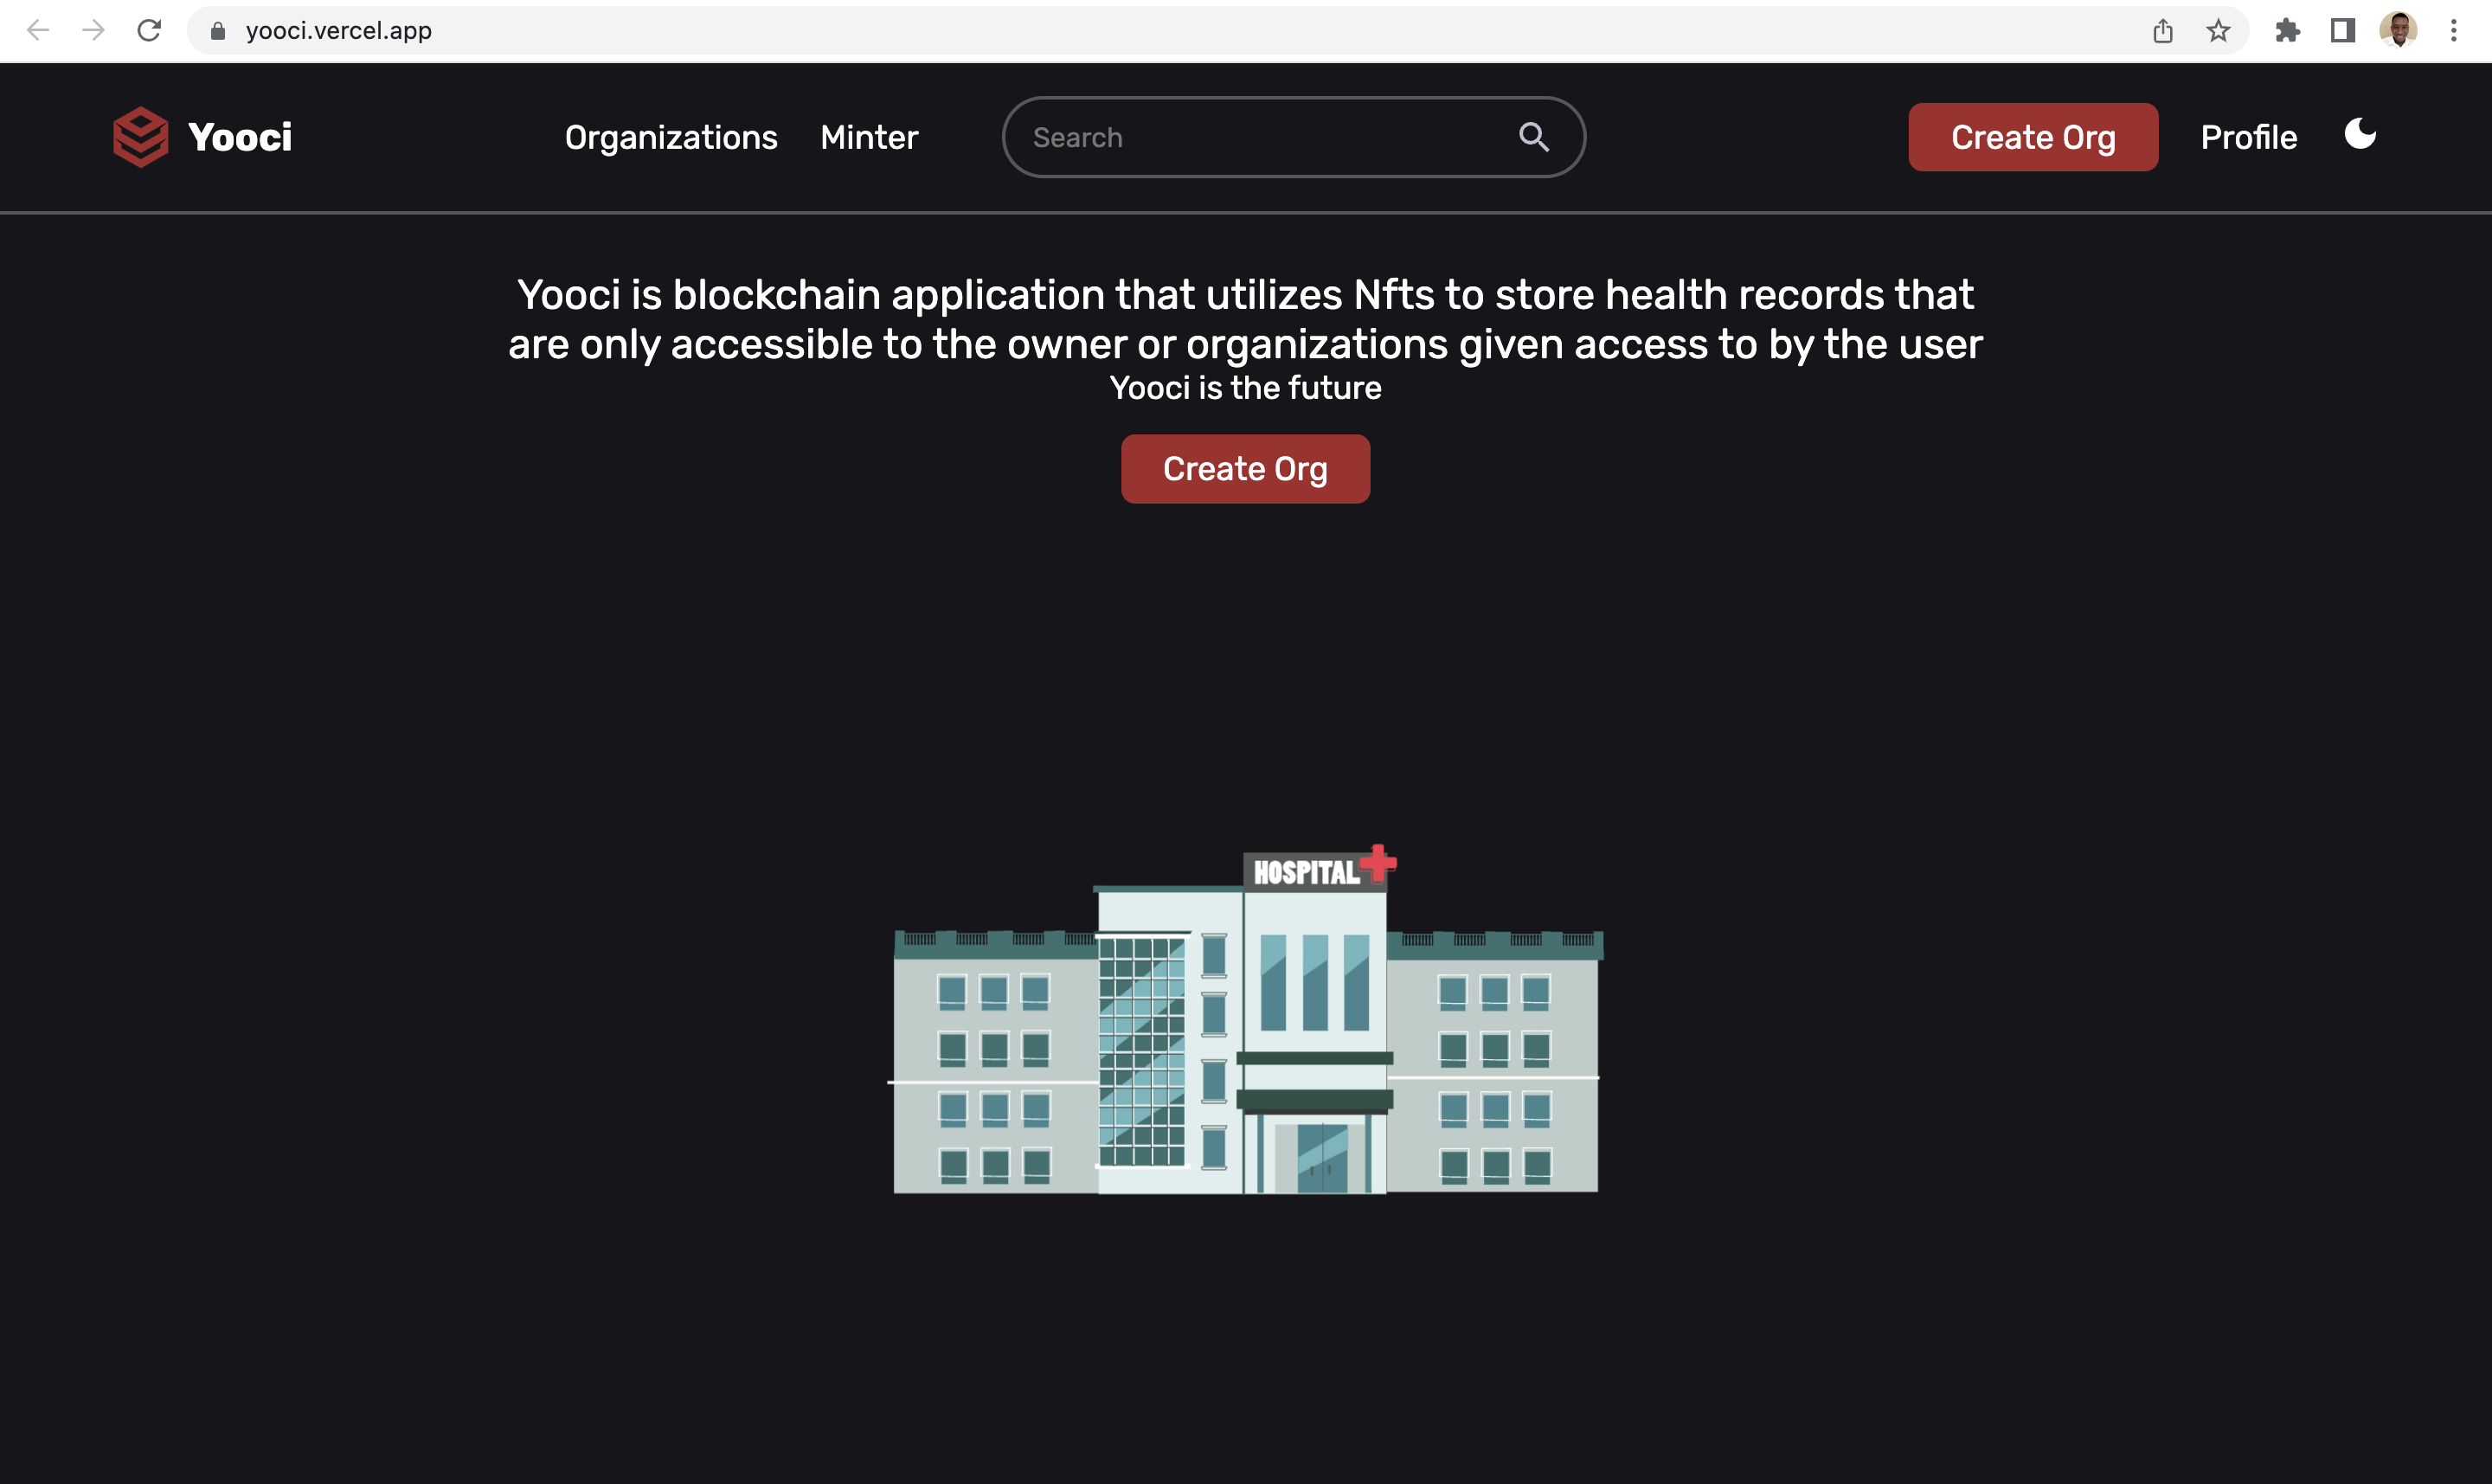 yooci.vercel.app
Yooci
Organizations
Minter
Search
Create Org
Profile
Yooci is blockchain application that utilizes Nfts to store health records that
are only accessible to the owner or organizations given access to by the user
Yooci is the future
Create Org
HOSPITAL